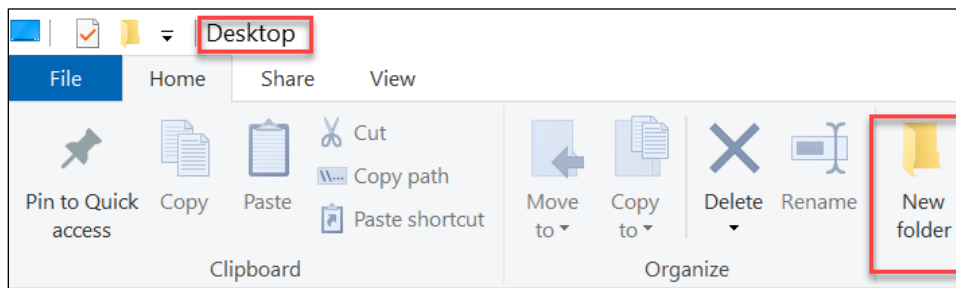 Desktop
File Home Share View
Pin to Quick
access
Copy
Paste
Cut
Copy path
Paste shortcut
Clipboard
Move
to
Copy
to
Delete
Rename
Organize
New
folder